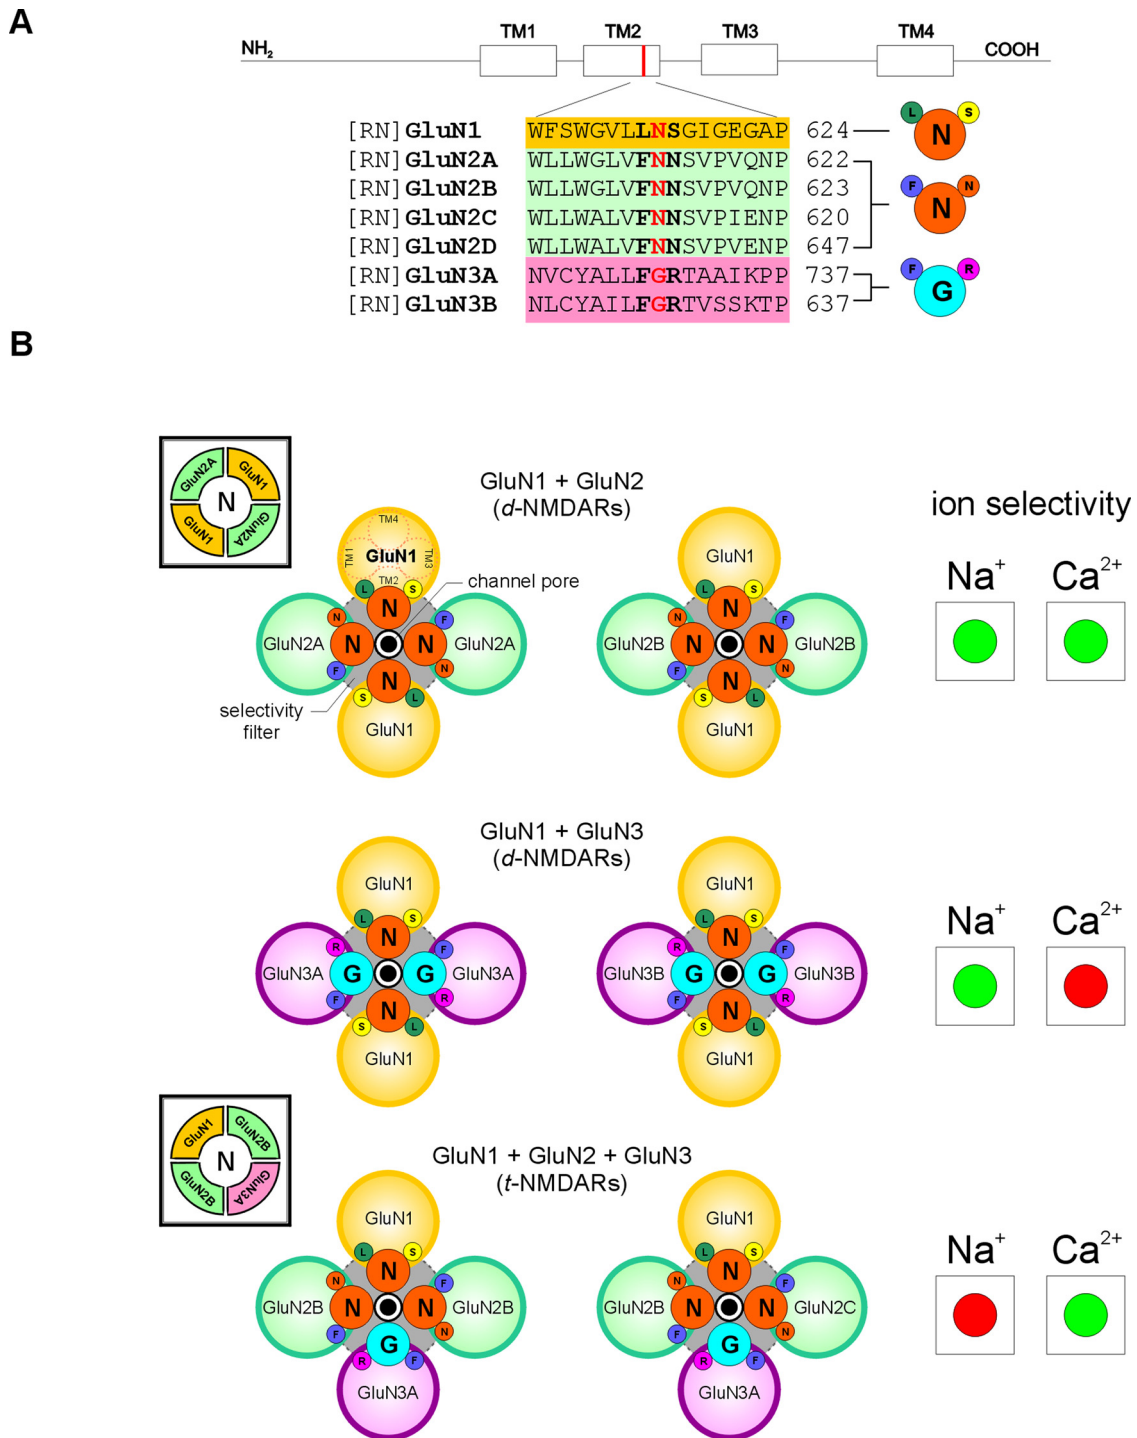 A
TM1 TM2 TM3 TM4
NH2 COOH
[RN]GluN1 WFSWGVLLNSGIGEGAP 624 L N S
[RN]GluN2A WLLWGLVFNNSVPVQNP 622
[RN]GluN2B WLLWGLVFNNSVPVQNP 623 F N N
[RN]GluN2C WLLWALVFNNSVPIENP 620
[RN]GluN2D WLLWALVFNNSVPVENP 647
[RN]GluN3A NVCYALLFGRTAAIKPP 737 F G R
[RN]GluN3B NLCYAILFGRTVSSKTP 637
B
GluN2A GluN1
N
GluN1 GluN2A
GluN1 + GluN2
(d-NMDARs)
ion selectivity
Na+ Ca2+
TM4
TM1 GluN1 TM3
TM2
channel pore
GluN1
L S L S
N N
N F N F
GluN2A N N GluN2A GluN2B N N GluN2B
F N F N
N N
S L S L
selectivity
filter
GluN1 GluN1
GluN1 + GluN3
(d-NMDARs)
GluN1 GluN1
Na+ Ca2+
L S L S
N N
R F R F
GluN3A G G GluN3A GluN3B G G GluN3B
F R F R
N N
S L S L
GluN1 GluN1
GluN1 GluN2B
N
GluN2B GluN3A
GluN1 + GluN2 + GluN3
(t-NMDARs)
GluN1 GluN1
Na+ Ca2+
L S L S
N N
N F N F
GluN2B N N GluN2B GluN2B N N GluN2C
F N F N
G G
R F R F
GluN3A GluN3A